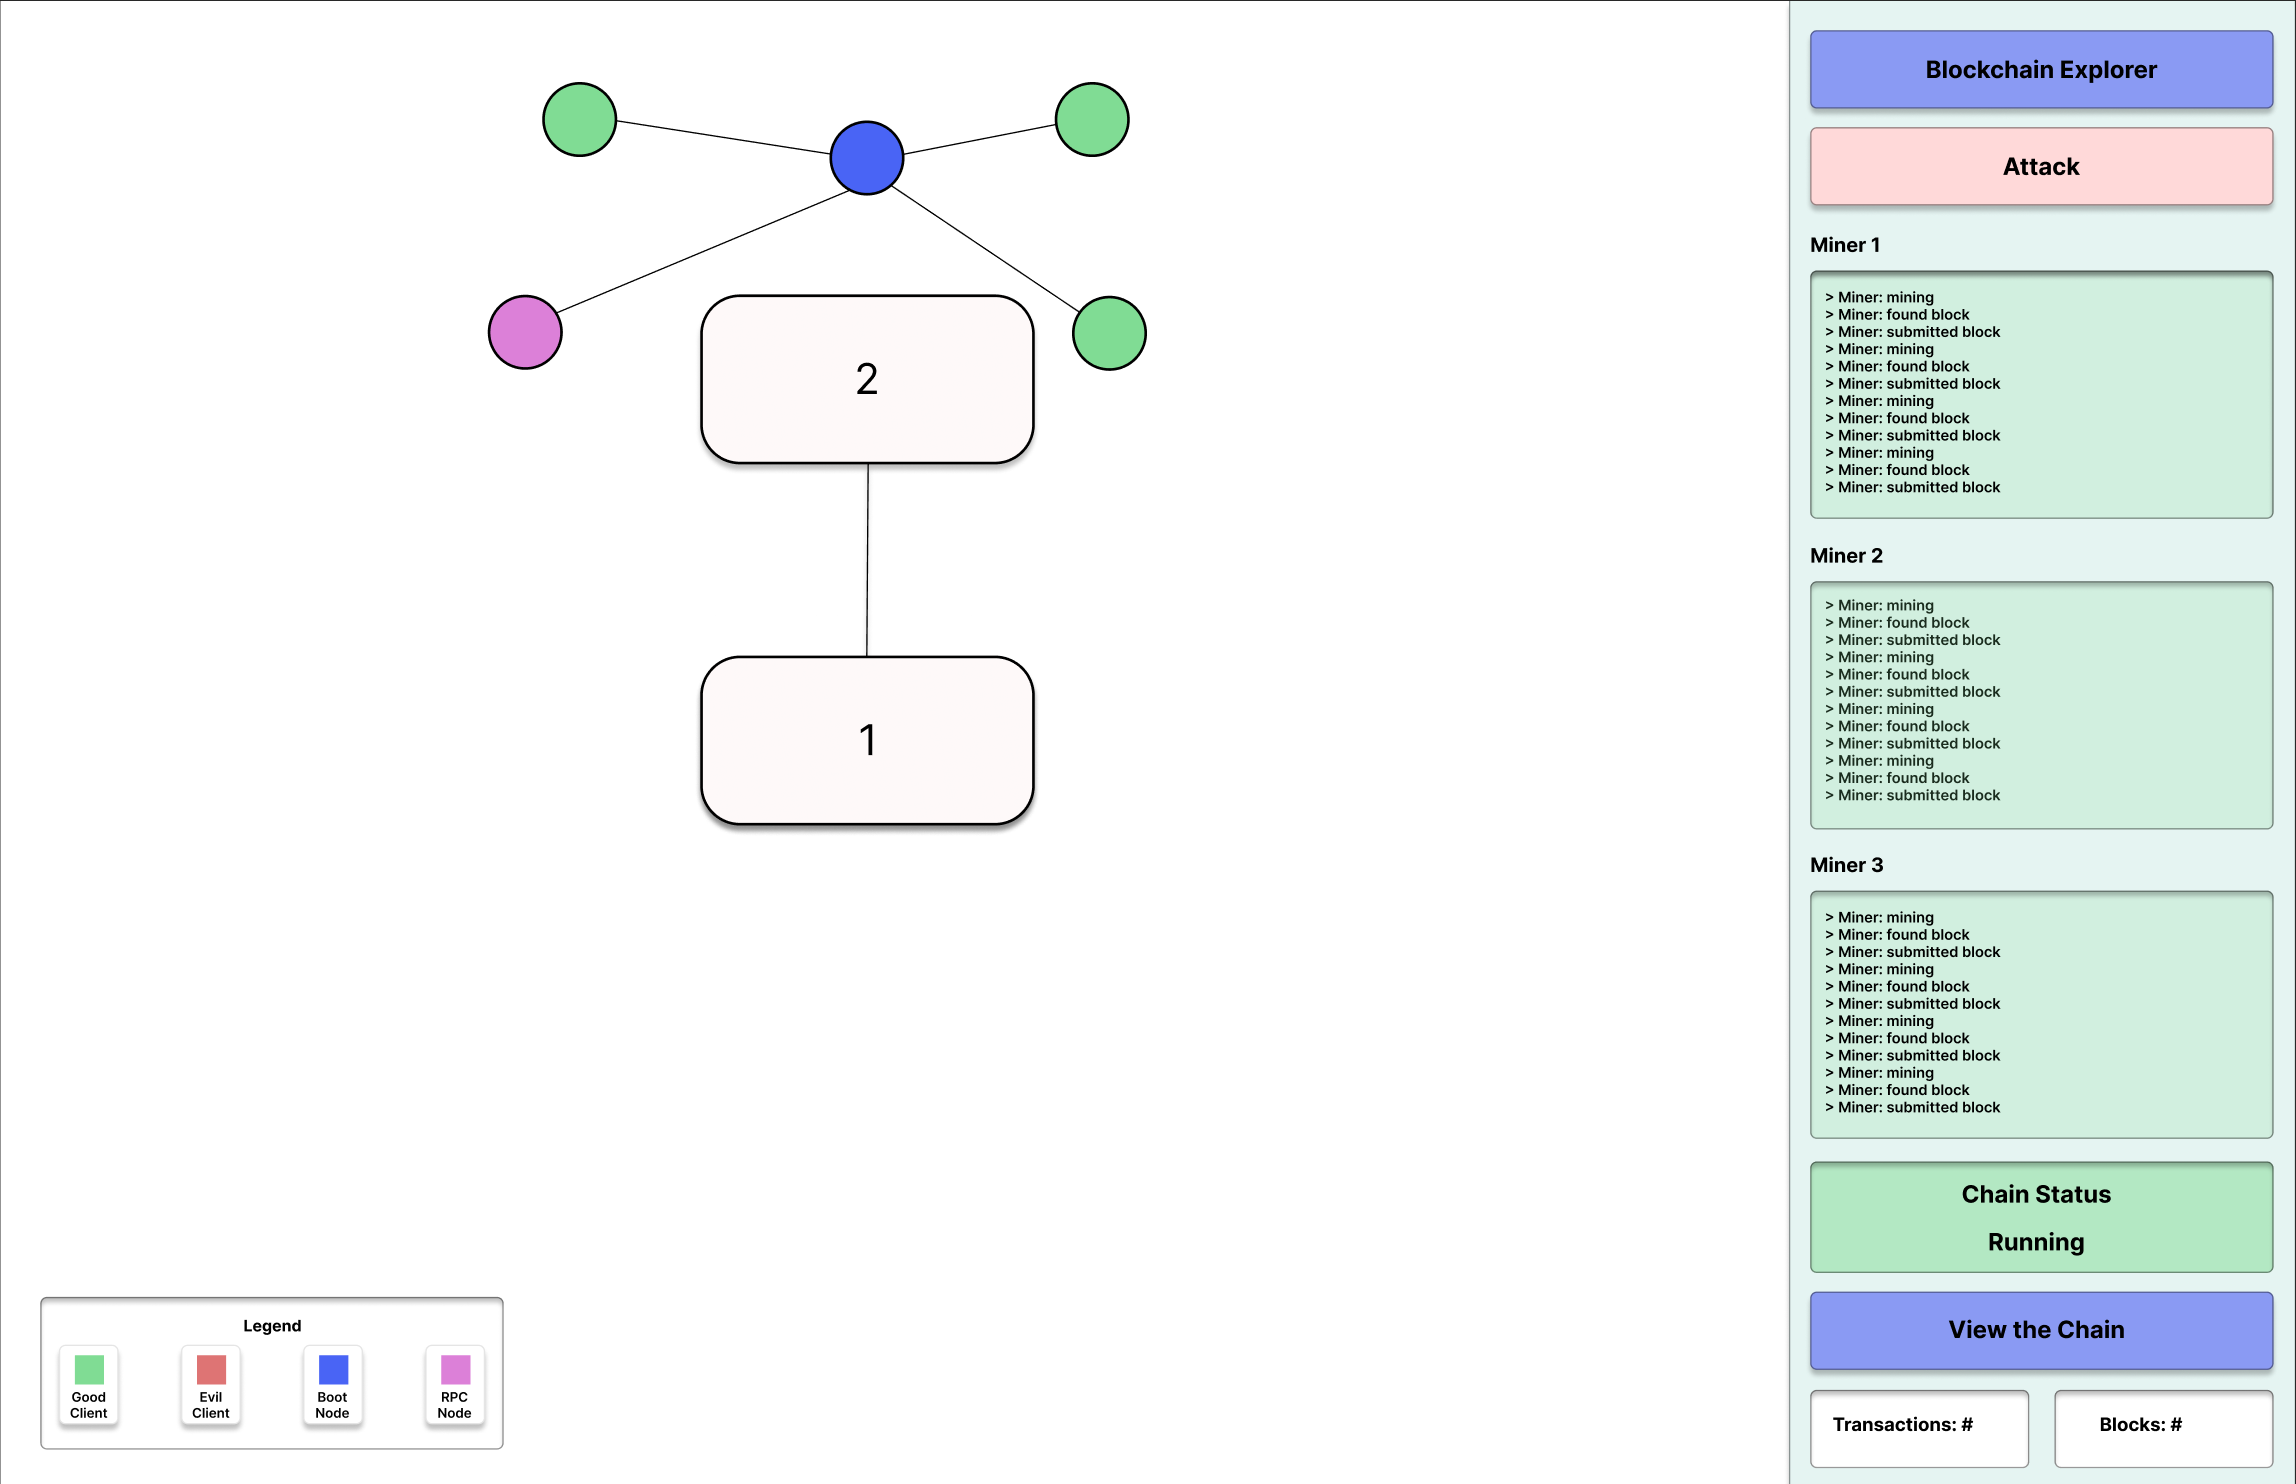 2
1
Legend
Good
Client
Evil
Client
Boot
Node
RPC
Node
Blockchain Explorer
Attack
Miner 1
> Miner: mining
> Miner: found block
> Miner: submitted block
> Miner: mining
> Miner: found block
> Miner: submitted block
> Miner: mining
> Miner: found block
> Miner: submitted block
> Miner: mining
> Miner: found block
> Miner: submitted block
Miner 2
> Miner: mining
> Miner: found block
> Miner: submitted block
> Miner: mining
> Miner: found block
> Miner: submitted block
> Miner: mining
> Miner: found block
> Miner: submitted block
> Miner: mining
> Miner: found block
> Miner: submitted block
Miner 3
> Miner: mining
> Miner: found block
> Miner: submitted block
> Miner: mining
> Miner: found block
> Miner: submitted block
> Miner: mining
> Miner: found block
> Miner: submitted block
> Miner: mining
> Miner: found block
> Miner: submitted block
Chain Status
Running
View the Chain
Transactions: #
Blocks: #